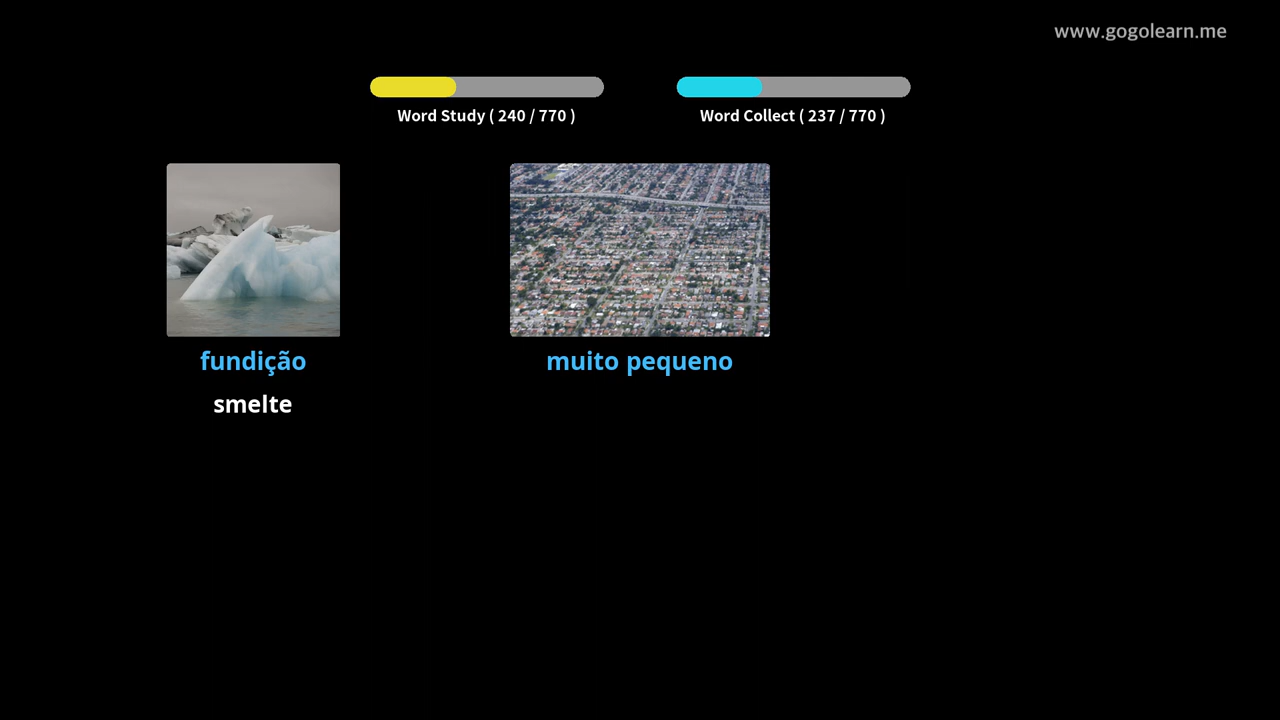 www.gogolearn.me
Word Study ( 240 / 770 )
Word Collect ( 237 / 770 )
fundição
muito pequeno
smelte